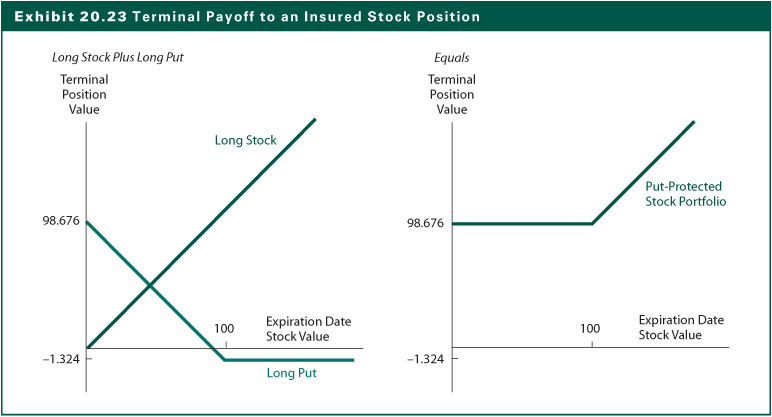 Exhibit 20.23 Terminal Payoff to an Insured Stock Position
Long Stock Plus Long Put
Terminal
Position
Value
Long Stock
98.676
100
Expiration Date
Stock Value
–1.324
Long Put
Equals
Terminal
Position
Value
Put-Protected
Stock Portfolio
98.676
100
Expiration Date
Stock Value
–1.324